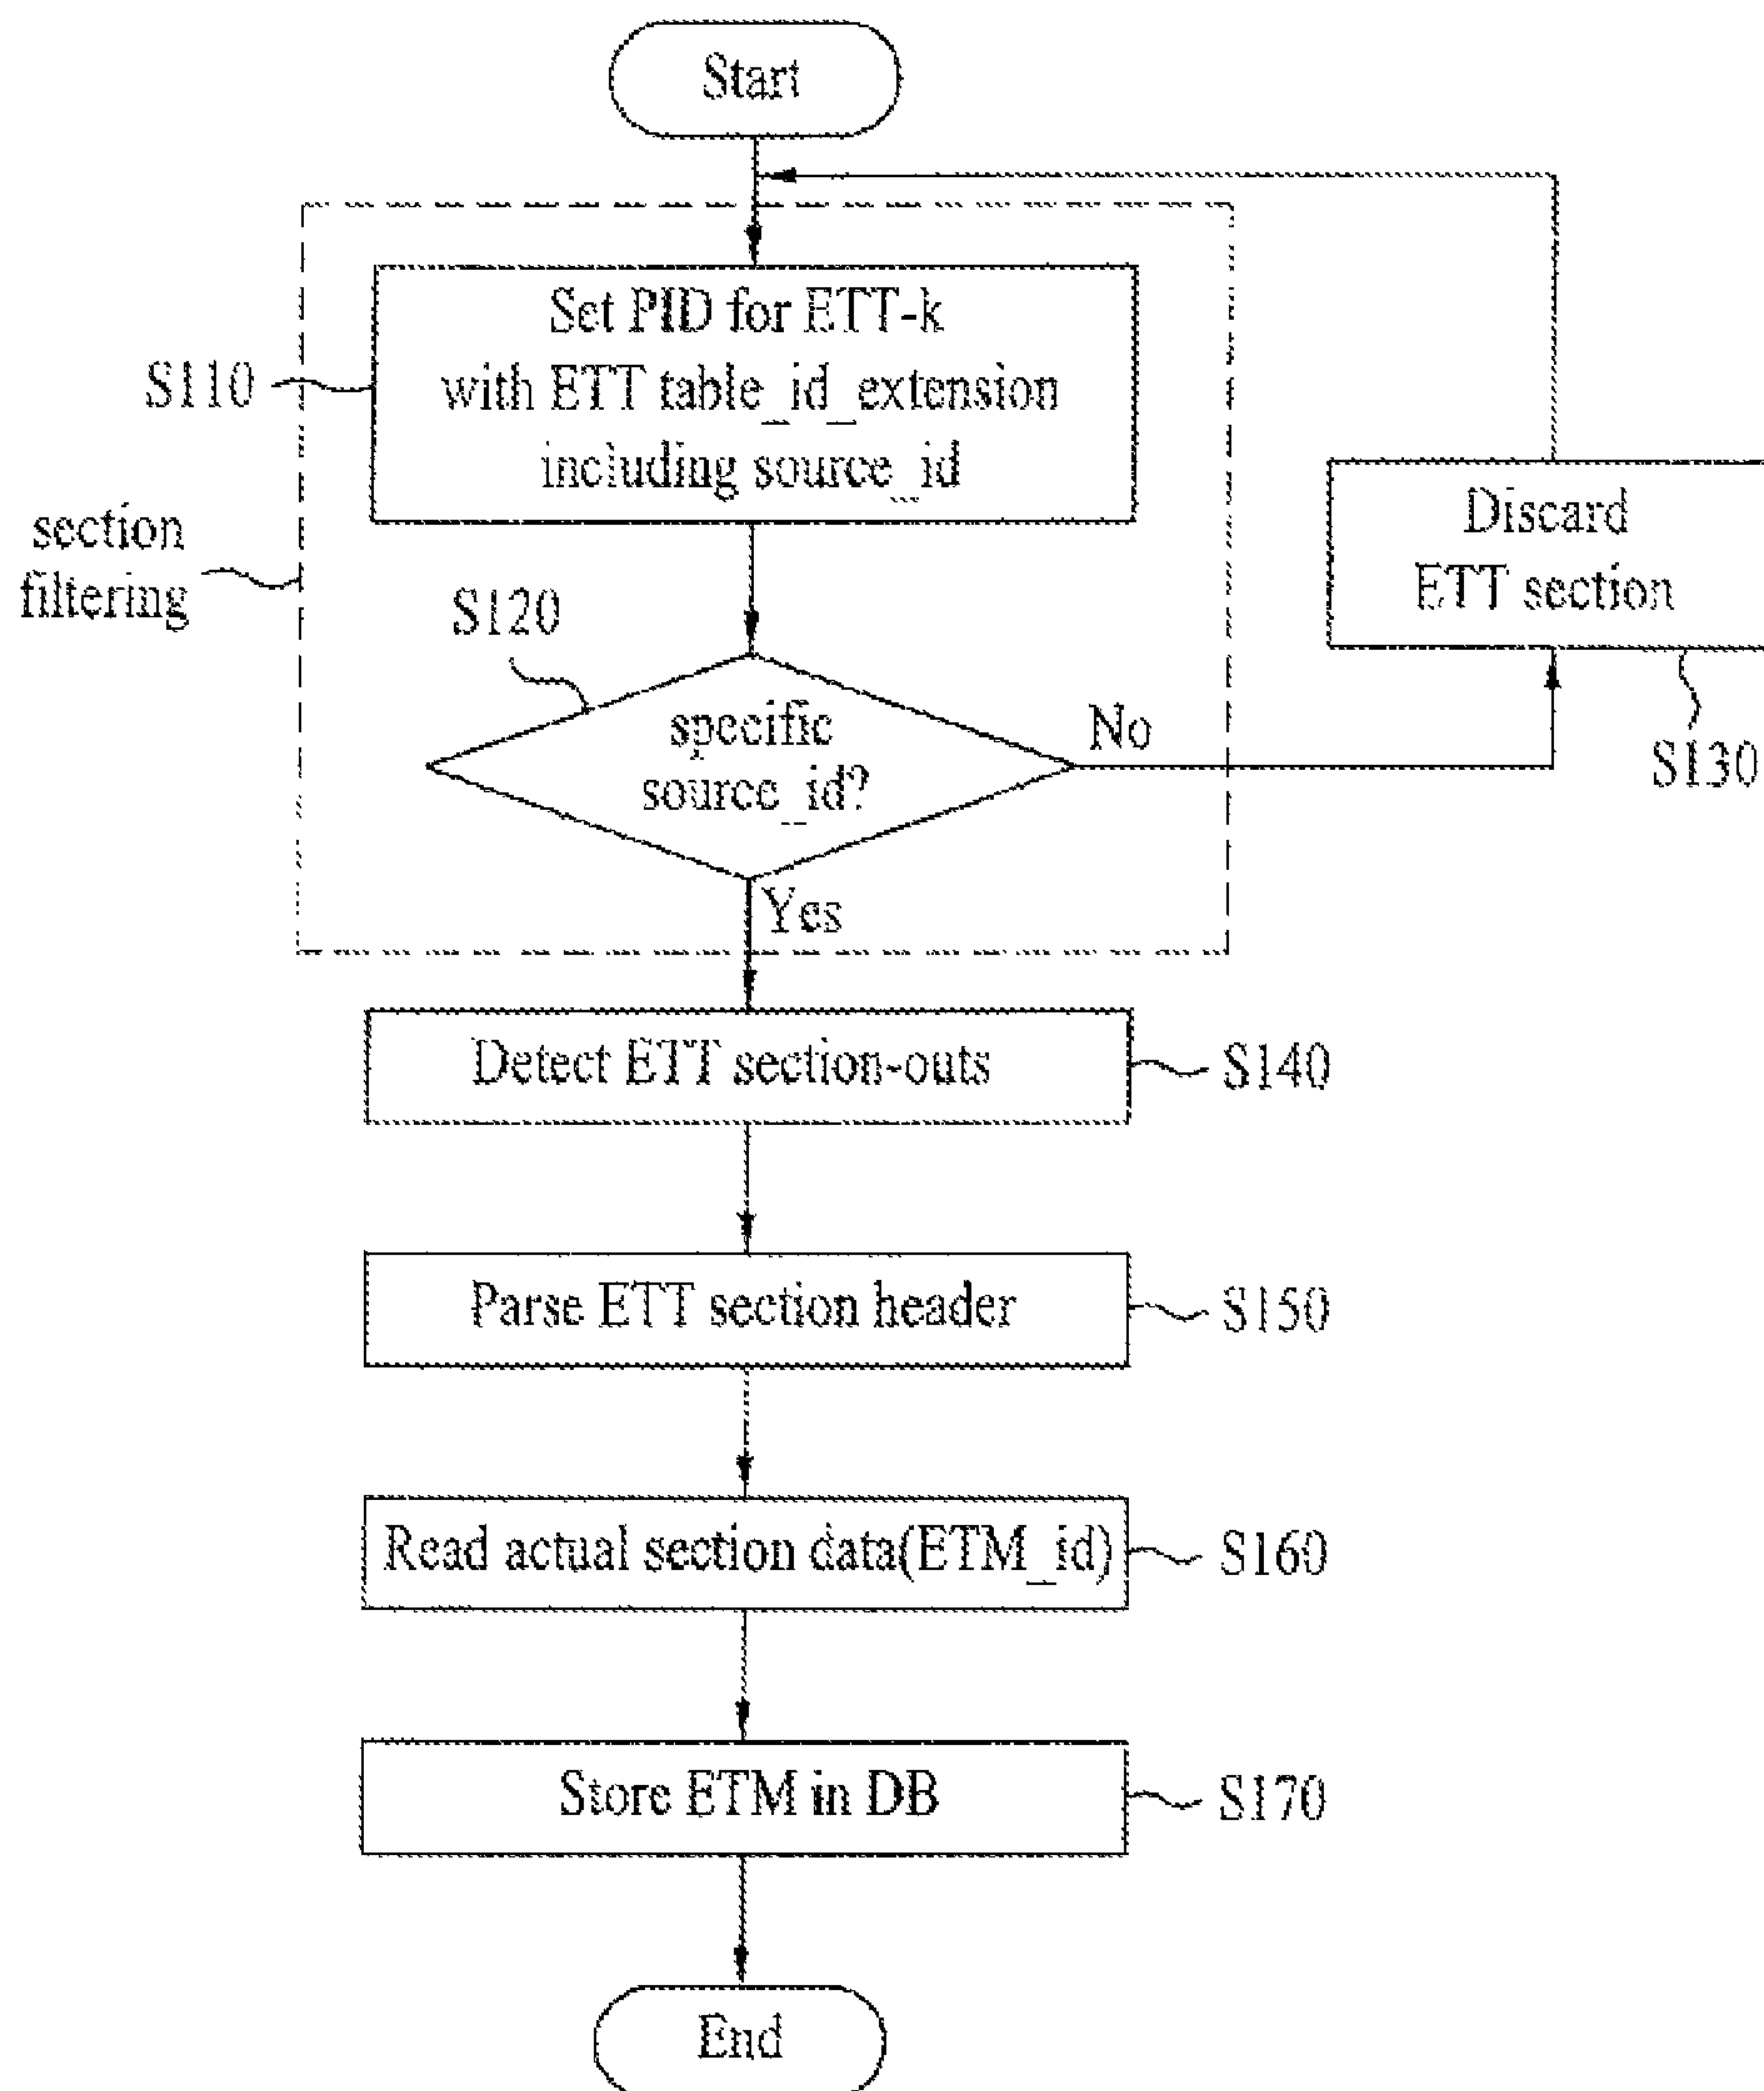 Start
Set PID for ETT-k
with ETT table_id_extension
including source_id
S110
section
filtering
Discard
ETT section
S130
S120
specific
source_id?
No
Yes
Detect ETT section-outs
S140
Parse ETT section header
S150
Read actual section data(ETM_id)
S160
Store ETM in DB
S170
End